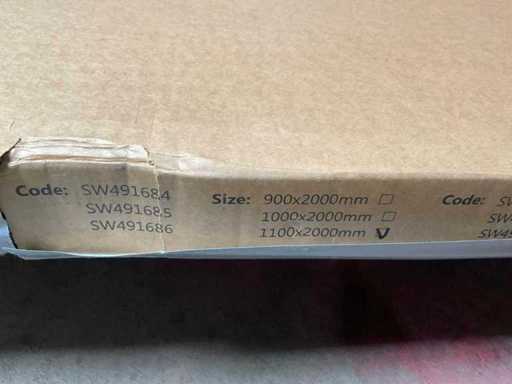 Code: SW491684 Size: 900x2000mm ☐ Code:
SW491685 1000x2000mm ☐
SW491686 1100x2000mm ☑